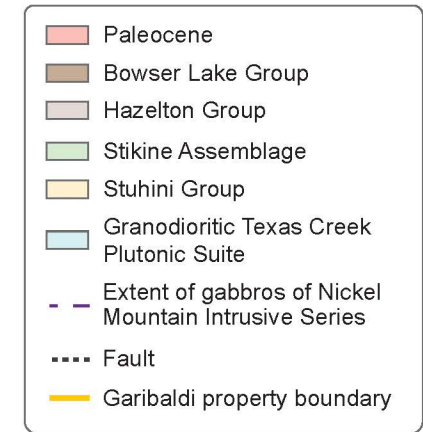 Paleocene
Bowser Lake Group
Hazelton Group
Stikine Assemblage
Stuhini Group
Granodioritic Texas Creek
Plutonic Suite
Extent of gabbros of Nickel
Mountain Intrusive Series
Fault
Garibaldi property boundary